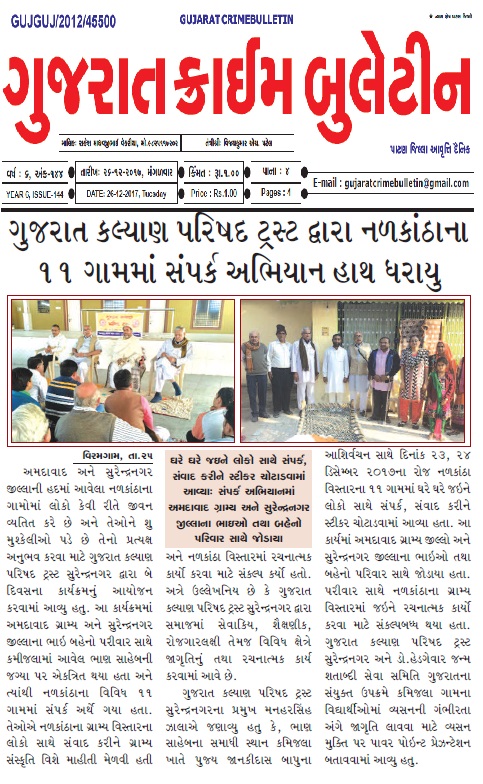 GUJGUJ/2012/45500
GUJARATCRIMEBULLETIN
ગુજરાત ક્રાઈમ બુલેટીન
પાટણ જિલ્લા આવૃત્તિ દૈનિક
વર્ષ : ૬, અંક-૧૪૪
તારીખ: ૨૬-૧૨-૨૦૧૭, મંગળવાર
કિંમત : રૂા.૧.૦૦
પાના : ૪
YEAR 6, ISSUE-144
DATE: 26-12-2017, Tuesday
Price : Rs.1.00
Pages : 4
E-mail : gujaratcrimebulletin@gmail.com
ગુજરાત કલ્યાણ પરિષદ ટ્રસ્ટ દ્વારા નળકાંઠાના
૧૧ ગામમાં સંપર્ક અભિયાન હાથ ધરાયુ
વિરમગામ, તા.૨૫
અમદાવાદ અને સુરેન્દ્રનગર
જીલ્લાની હદમાં આવેલા નળકાંઠાના
ગામોમાં લોકો કેવી રીતે જીવન
વ્યતિત કરે છે અને તેઓને શુ
મુશ્કેલીઓ પડે છે તેનો પ્રત્યક્ષ
અનુભવ કરવા માટે ગુજરાત કલ્યાણ
પરિષદ ટ્રસ્ટ સુરેન્દ્રનગર દ્વારા બે
દિવસના કાર્યક્રમનું આયોજન
કરવામાં આવ્યુ હતુ. આ કાર્યક્રમમાં
અમદાવાદ ગ્રામ્ય અને સુરેન્દ્રનગર
જીલ્લાના ભાઇ બહેનો પરીવાર સાથે
કમીજલામાં આવેલ ભાણ સાહેબની
જગ્યા પર એકત્રિત થયા હતા અને
ત્યાંથી નળકાંઠાના વિવિધ ૧૧
ગામમાં સંપર્ક અર્થે ગયા હતા.
તેઓએ નળકાંઠાના ગ્રામ્ય વિસ્તારના
લોકો સાથે સંવાદ કરીને ગ્રામ્ય
સંસ્કૃતિ વિશે માહીતી મેળવી હતી
ઘરે ઘરે જઇને લોકો સાથે સંપર્ક,
સંવાદ કરીને સ્ટીકર ચોટાડવામાં
આવ્યા: સંપર્ક અભિયાનમાં
અમદાવાદ ગ્રામ્ય અને સુરેન્દ્રનગર
જીલ્લાના ભાઇઓ તથા બહેનો
પરિવાર સાથે જોડાયા
અને નળકાંઠા વિસ્તારમાં રચનાત્મક
કાર્યો કરવા માટે સંકલ્પ કર્યો હતો.
અત્રે ઉલ્લેખનિય છે કે ગુજરાત
કલ્યાણ પરિષદ ટ્રસ્ટ સુરેન્દ્રનગર દ્વારા
સમાજમાં સેવાકિય, શૈક્ષણીક,
રોજગારલક્ષી તેમજ વિવિધ ક્ષેત્રે
જાગૃતિનું તથા રચનાત્મક કાર્ય
કરવામાં આવે છે.
ગુજરાત કલ્યાણ પરિષદ ટ્રસ્ટ
સુરેન્દ્રનગરના પ્રમુખ મનહરસિંહ
ઝાલાએ જણાવ્યુ હતુ કે, ભાણ
સાહેબના સમાધી સ્થાન કમિજલા
ખાતે પુજ્ય જાનકીદાસ બાપુના
આશિર્વચન સાથે દિનાંક ૨૩, ૨૪
ડિસેમ્બર ૨૦૧૭ના રોજ નળકાંઠા
વિસ્તારના ૧૧ ગામમાં ઘરે ઘરે જઇને
લોકો સાથે સંપર્ક, સંવાદ કરીને
સ્ટીકર ચોટાડવામાં આવ્યા હતા. આ
કાર્યમાં અમદાવાદ ગ્રામ્ય જીલ્લો અને
સુરેન્દ્રનગર જીલ્લાના ભાઇઓ તથા
બહેનો પરિવાર સાથે જોડાયા હતા.
પરીવાર સાથે નળકાંઠાના ગ્રામ્ય
વિસ્તારમાં જઇને રચનાત્મક કાર્યો
કરવા માટે સંકલ્પબધ્ધ થયા હતા.
ગુજરાત કલ્યાણ પરિષદ ટ્રસ્ટ
સુરેન્દ્રનગર અને ડો.હેડગેવાર જન્મ
શતાબ્દી સેવા સમિતિ ગુજરાતના
સંયુક્ત ઉપક્રમે કમિજલા ગામના
વિદ્યાર્થીઓમાં વ્યસનની ગંભીરતા
અંગે જાગૃતિ લાવવા માટે વ્યસન
મુક્તિ પર પાવર પોઇન્ટ પ્રેઝન્ટેશન
બતાવવામાં આવ્યુ હતુ.